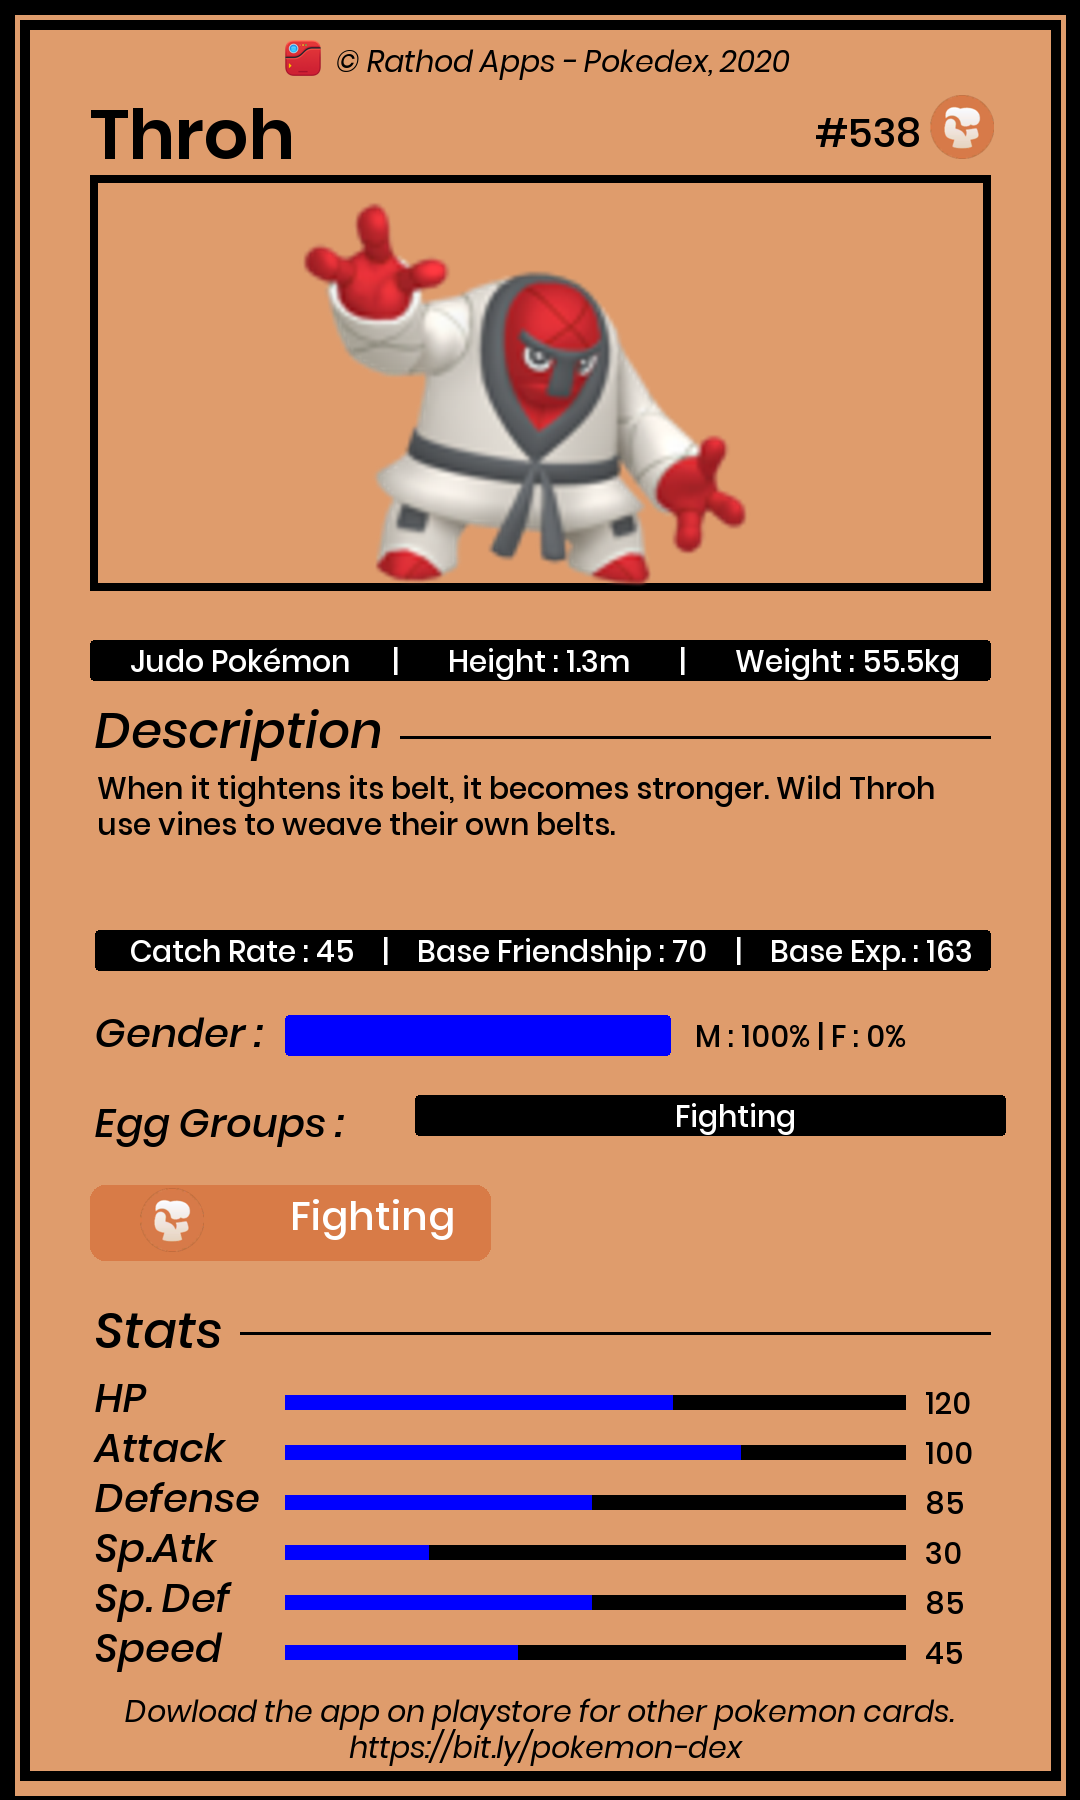 © Rathod Apps - Pokedex, 2020
Throh
#538
Judo Pokémon | Height : 1.3m | Weight : 55.5kg
Description
When it tightens its belt, it becomes stronger. Wild Throh
use vines to weave their own belts.
Catch Rate : 45 | Base Friendship : 70 | Base Exp. : 163
Gender : M : 100% | F : 0%
Egg Groups : Fighting
Fighting
Stats
HP 120
Attack 100
Defense 85
Sp.Atk 30
Sp. Def 85
Speed 45
Dowload the app on playstore for other pokemon cards.
https://bit.ly/pokemon-dex